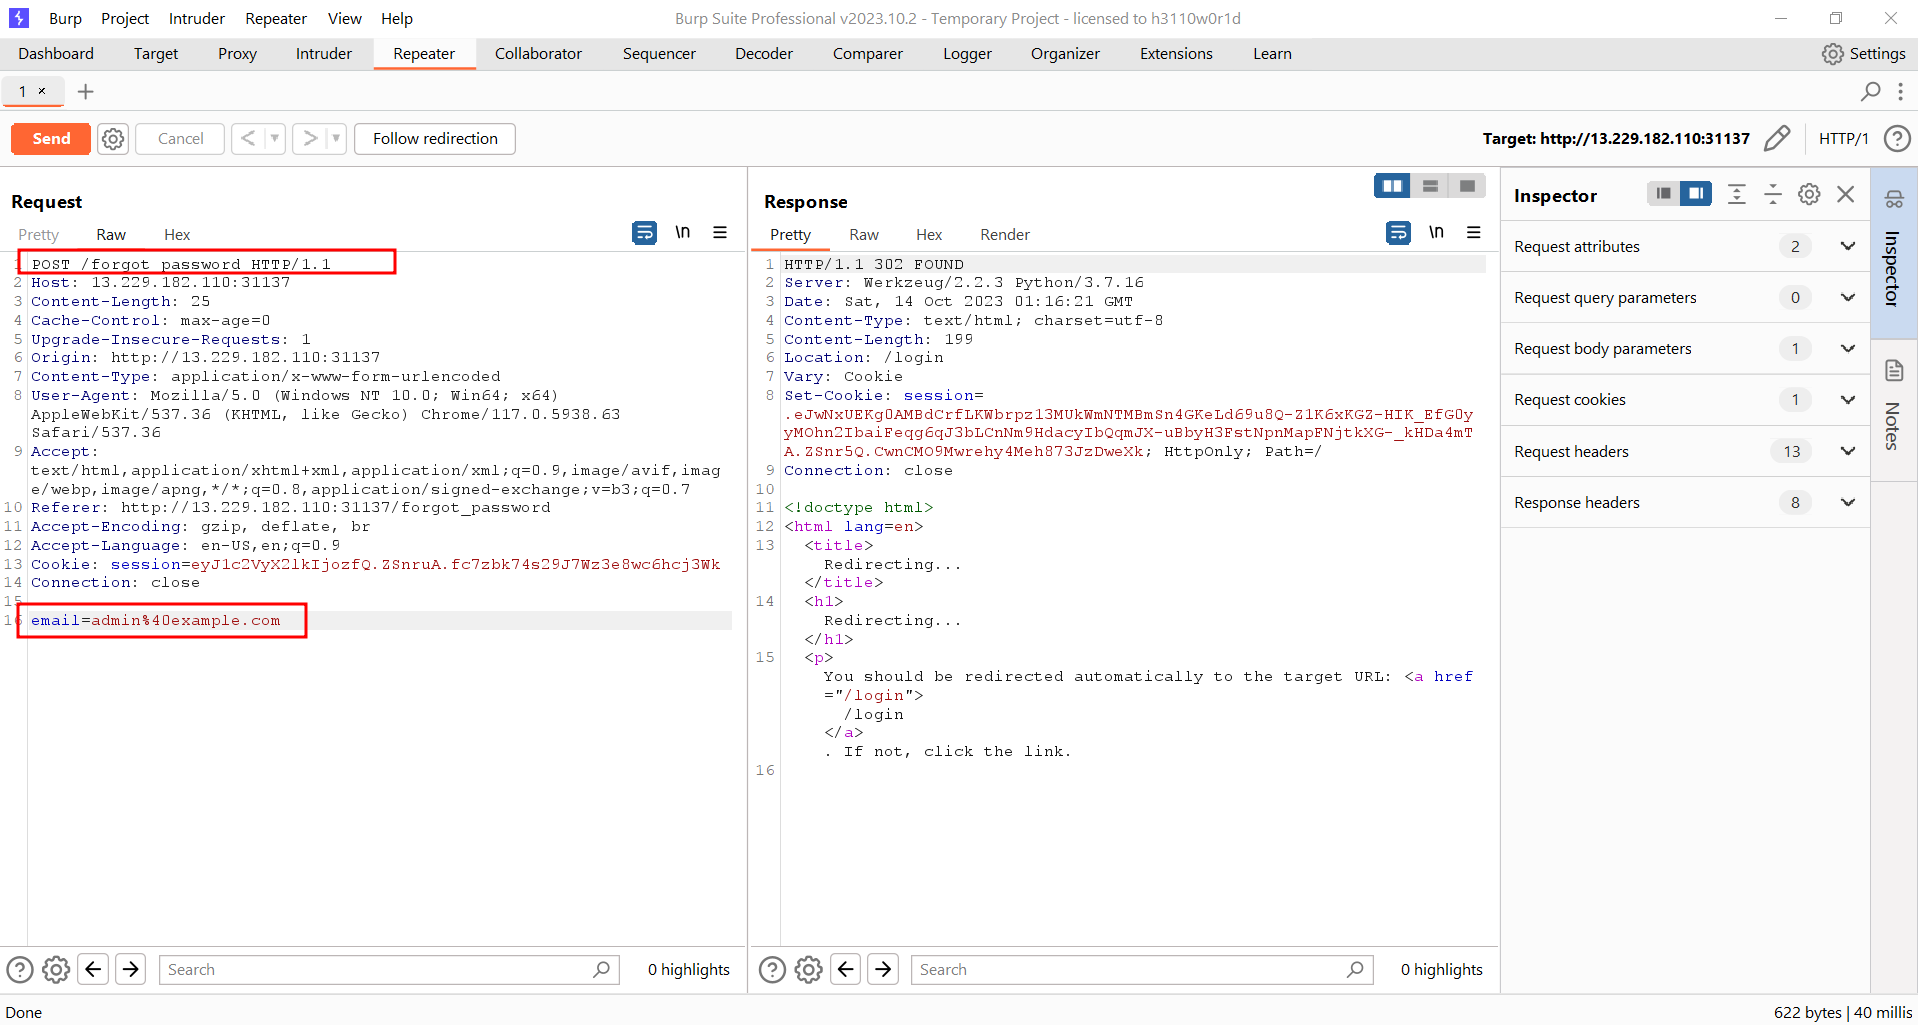 Burp Project Intruder Repeater View Help
Burp Suite Professional v2023.10.2 - Temporary Project - licensed to h3110w0r1d
Dashboard Target Proxy Intruder Repeater Collaborator Sequencer Decoder Comparer Logger Organizer Extensions Learn Settings
1 × +
Send Cancel < > Follow redirection Target: http://13.229.182.110:31137 HTTP/1 ?
Request
Pretty Raw Hex \n
1 POST /forgot_password HTTP/1.1
2 Host: 13.229.182.110:31137
3 Content-Length: 25
4 Cache-Control: max-age=0
5 Upgrade-Insecure-Requests: 1
6 Origin: http://13.229.182.110:31137
7 Content-Type: application/x-www-form-urlencoded
8 User-Agent: Mozilla/5.0 (Windows NT 10.0; Win64; x64)
AppleWebKit/537.36 (KHTML, like Gecko) Chrome/117.0.5938.63
Safari/537.36
9 Accept:
text/html,application/xhtml+xml,application/xml;q=0.9,image/avif,imag
e/webp,image/apng,*/*;q=0.8,application/signed-exchange;v=b3;q=0.7
10 Referer: http://13.229.182.110:31137/forgot_password
11 Accept-Encoding: gzip, deflate, br
12 Accept-Language: en-US,en;q=0.9
13 Cookie: session=eyJ1c2VyX2lkIjozfQ.ZSnruA.fc7zbk74s29J7Wz3e8wc6hcj3Wk
14 Connection: close
15
16 email=admin%40example.com
Search 0 highlights
Response
Pretty Raw Hex Render \n
1 HTTP/1.1 302 FOUND
2 Server: Werkzeug/2.2.3 Python/3.7.16
3 Date: Sat, 14 Oct 2023 01:16:21 GMT
4 Content-Type: text/html; charset=utf-8
5 Content-Length: 199
6 Location: /login
7 Vary: Cookie
8 Set-Cookie: session=
.eJwNxUEKg0AMBdCrfLKWbrpz13MUkWmNTMBmSn4GKeLd69u8Q-Z1K6xKGZ-HIK_EfG0y
yMOhn2IbaiFeqg6qJ3bLCnNm9HdacyIbQqmJX-uBbyH3FstNpnMapFNjtkXG-_kHDa4mT
A.ZSnr5Q.CwnCMO9Mwrehy4Meh873JzDweXk; HttpOnly; Path=/
9 Connection: close
10
11 <!doctype html>
12 <html lang=en>
13 <title>
Redirecting...
</title>
14 <h1>
Redirecting...
</h1>
15 <p>
You should be redirected automatically to the target URL: <a href
="/login">
/login
</a>
. If not, click the link.
16
Search 0 highlights
Inspector
Request attributes 2
Request query parameters 0
Request body parameters 1
Request cookies 1
Request headers 13
Response headers 8
Inspector
Notes
Done
622 bytes | 40 millis